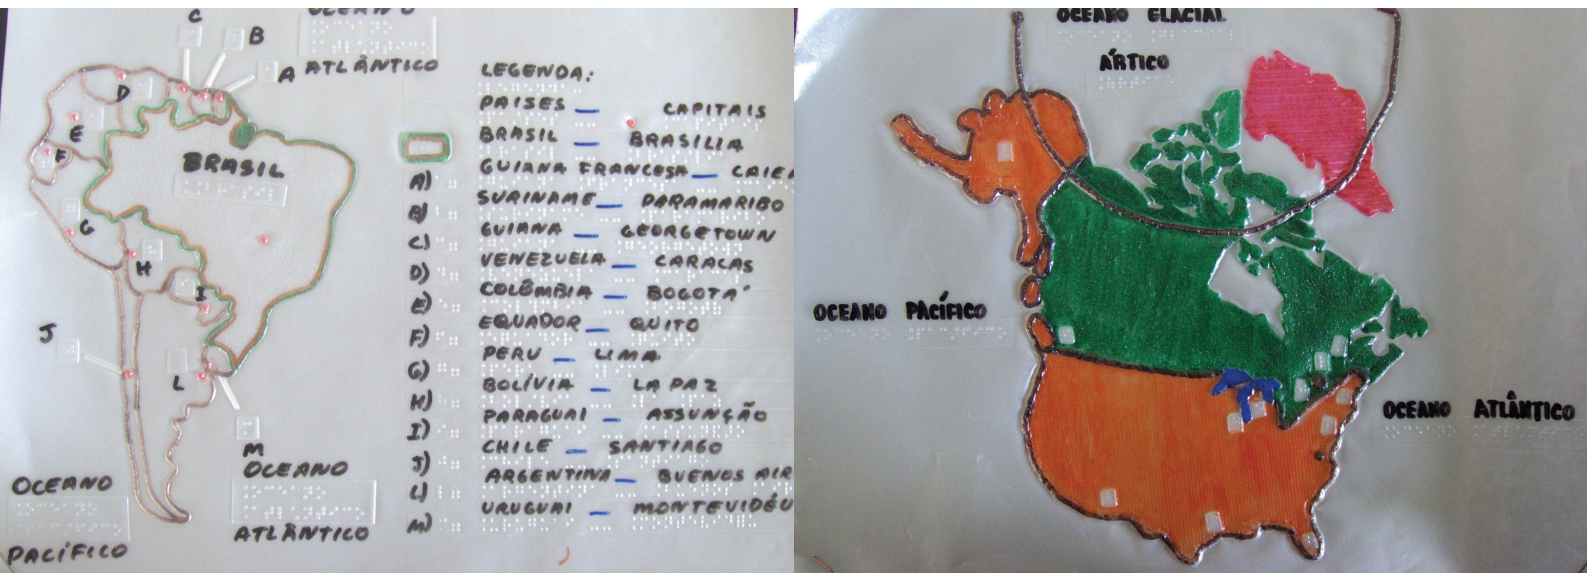 C
OCEANO
B
A
ATLÂNTICO
D
E
F
BRASIL
G
H
I
J
L
M
OCEANO
ATLÂNTICO
OCEANO
PACÍFICO
LEGENDA:
PAISES — CAPITAIS
BRASIL — BRASILIA
A) GUIANA FRANCESA — CAIE
B) SURINAME — PARAMARIBO
C) GUIANA — GEORGETOWN
D) VENEZUELA — CARACAS
E) COLÔMBIA — BOGOTÁ
F) EQUADOR — QUITO
G) PERU — LIMA
H) BOLÍVIA — LA PAZ
I) PARAGUAI — ASSUNÇÃO
J) CHILE — SANTIAGO
L) ARGENTINA — BUENOS AIR
M) URUGUAI — MONTEVIDÉU
OCEANO GLACIAL
ÁRTICO
OCEANO PACÍFICO
OCEANO ATLÂNTICO